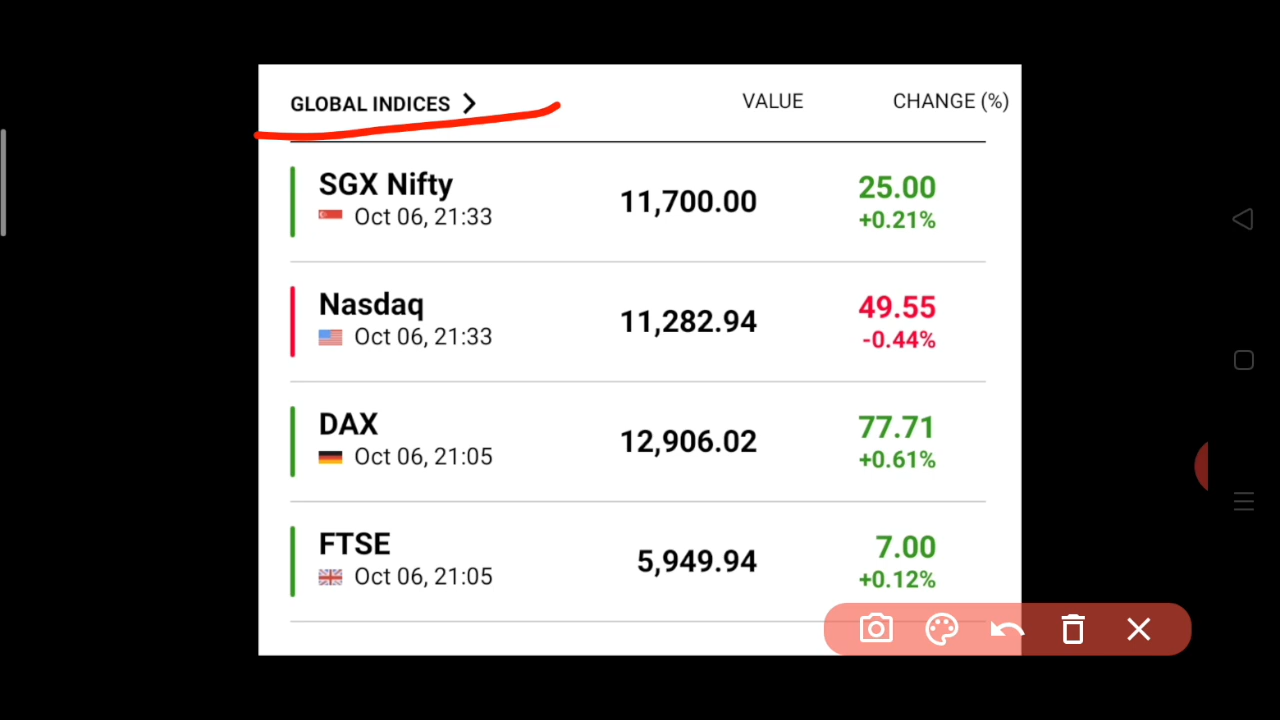 GLOBAL INDICES VALUE CHANGE (%)
SGX Nifty 11,700.00 25.00
Oct 06, 21:33 +0.21%
Nasdaq 11,282.94 49.55
Oct 06, 21:33 -0.44%
DAX 12,906.02 77.71
Oct 06, 21:05 +0.61%
FTSE 5,949.94 7.00
Oct 06, 21:05 +0.12%